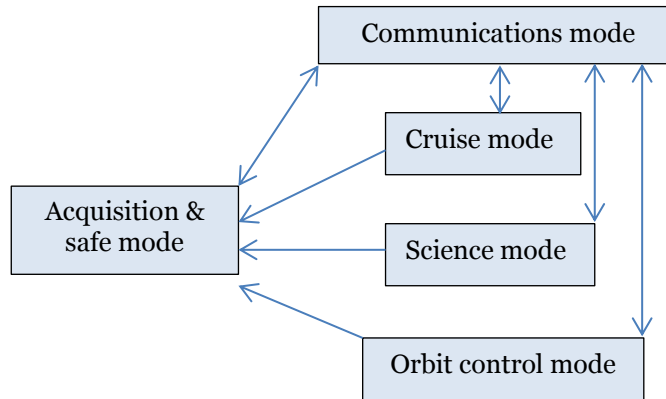 Communications mode
Cruise mode
Acquisition &
safe mode
Science mode
Orbit control mode